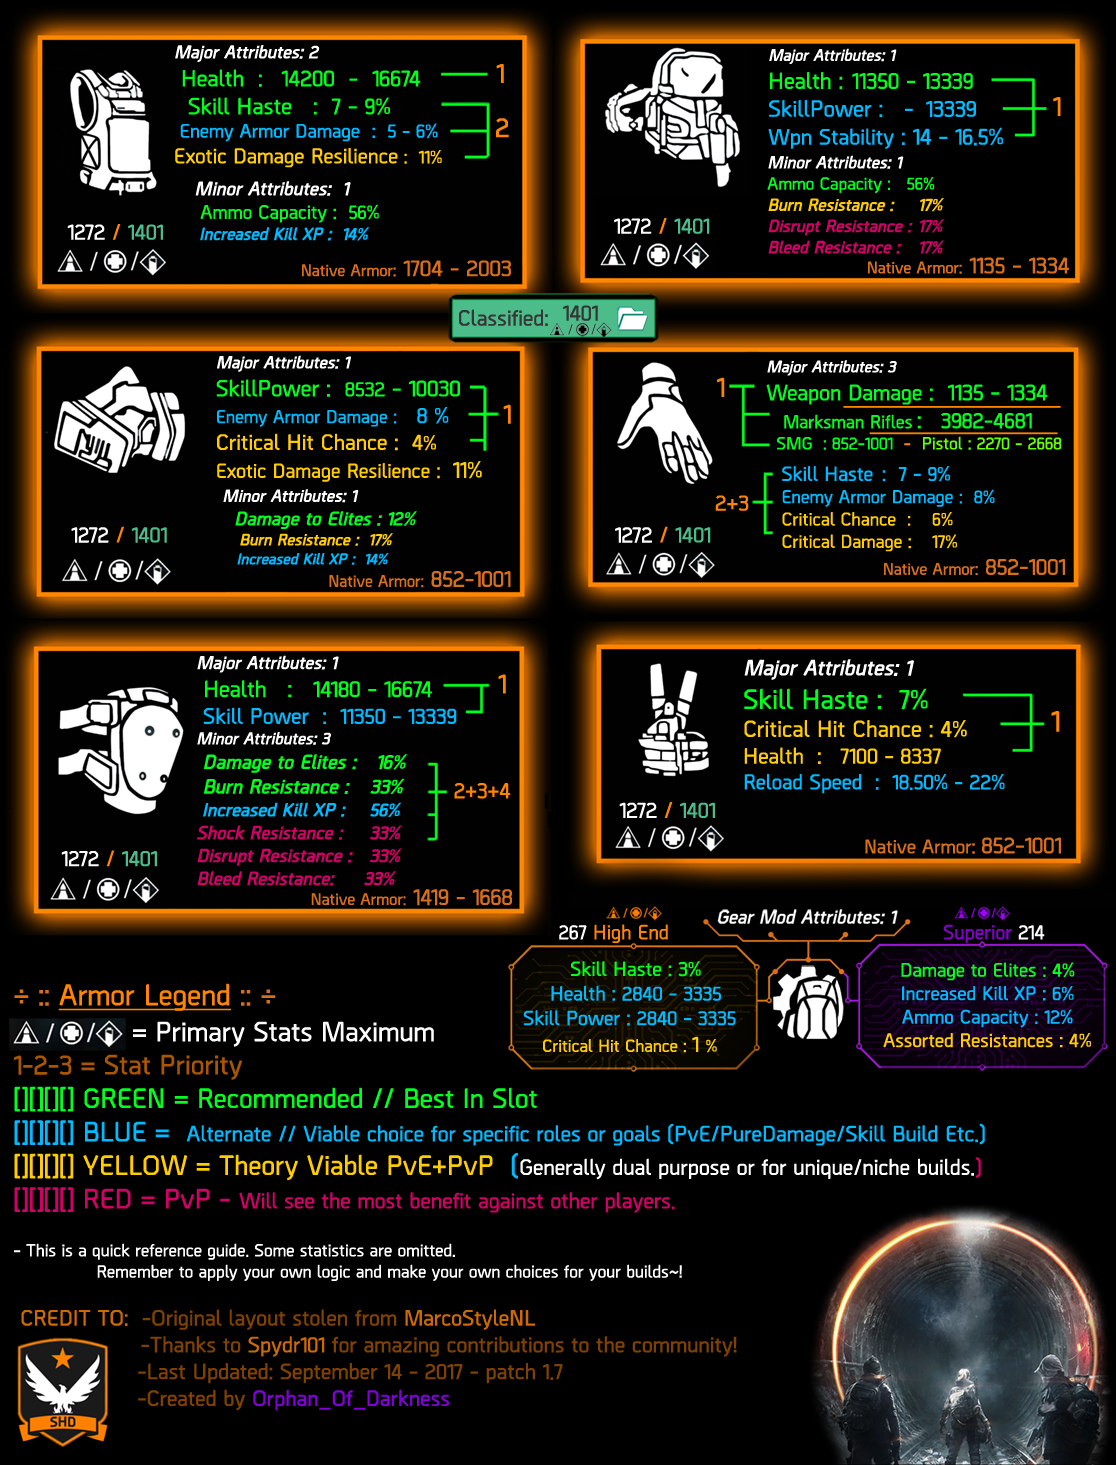 Major Attributes: 2
Health : 14200 - 16674
1
Skill Haste : 7 - 9%
Enemy Armor Damage : 5 - 6%
2
Exotic Damage Resilience : 11%
Minor Attributes: 1
Ammo Capacity : 56%
Increased Kill XP : 14%
1272 / 1401
Native Armor: 1704 - 2003
Major Attributes: 1
Health : 11350 - 13339
SkillPower : - 13339
1
Wpn Stability : 14 - 16.5%
Minor Attributes: 1
Ammo Capacity : 56%
Burn Resistance : 17%
Disrupt Resistance : 17%
Bleed Resistance : 17%
1272 / 1401
Native Armor: 1135 - 1334
Classified: 1401
Major Attributes: 1
SkillPower : 8532 - 10030
Enemy Armor Damage : 8 %
1
Critical Hit Chance : 4%
Exotic Damage Resilience : 11%
Minor Attributes: 1
Damage to Elites : 12%
Burn Resistance : 17%
Increased Kill XP : 14%
1272 / 1401
Native Armor: 852-1001
Major Attributes: 3
1
Weapon Damage : 1135 - 1334
Marksman Rifles : 3982-4681
SMG : 852-1001 - Pistol : 2270 - 2668
Skill Haste : 7 - 9%
2+3
Enemy Armor Damage : 8%
Critical Chance : 6%
Critical Damage : 17%
1272 / 1401
Native Armor: 852-1001
Major Attributes: 1
Health : 14180 - 16674
1
Skill Power : 11350 - 13339
Minor Attributes: 3
Damage to Elites : 16%
Burn Resistance : 33%
2+3+4
Increased Kill XP : 56%
Shock Resistance : 33%
Disrupt Resistance : 33%
Bleed Resistance: 33%
1272 / 1401
Native Armor: 1419 - 1668
Major Attributes: 1
Skill Haste : 7%
Critical Hit Chance : 4%
1
Health : 7100 - 8337
Reload Speed : 18.50% - 22%
1272 / 1401
Native Armor: 852-1001
Gear Mod Attributes: 1
267 High End
Skill Haste : 3%
Health : 2840 - 3335
Skill Power : 2840 - 3335
Critical Hit Chance : 1 %
Superior 214
Damage to Elites : 4%
Increased Kill XP : 6%
Ammo Capacity : 12%
Assorted Resistances : 4%
÷ :: Armor Legend :: ÷
= Primary Stats Maximum
1-2-3 = Stat Priority
[][][][] GREEN = Recommended // Best In Slot
[][][][] BLUE = Alternate // Viable choice for specific roles or goals (PvE/PureDamage/Skill Build Etc.)
[][][][] YELLOW = Theory Viable PvE+PvP (Generally dual purpose or for unique/niche builds.)
[][][][] RED = PvP - Will see the most benefit against other players.
- This is a quick reference guide. Some statistics are omitted.
Remember to apply your own logic and make your own choices for your builds~!
CREDIT TO: -Original layout stolen from MarcoStyleNL
-Thanks to Spydr101 for amazing contributions to the community!
-Last Updated: September 14 - 2017 - patch 1.7
-Created by Orphan_Of_Darkness
SHD